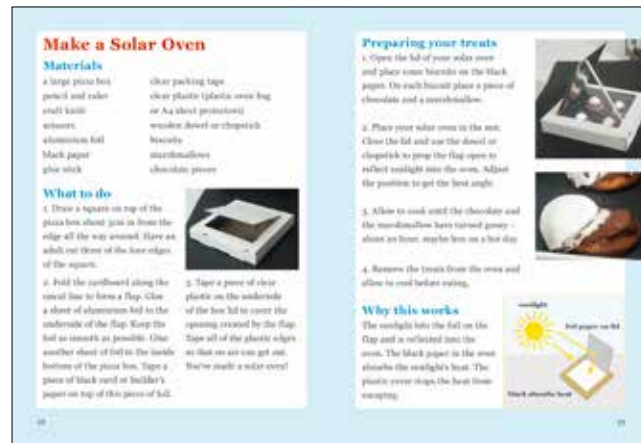 Make a Solar Oven
Materials
a large pizza box
pencil and ruler
craft knife
scissors
aluminium foil
black paper
glue stick
clear packing tape
clear plastic (plastic oven bag
or A4 sheet protectors)
wooden dowel or chopstick
biscuits
marshmallows
chocolate pieces
What to do
1. Draw a square on top of the
pizza box about 3cm in from the
edge all the way around. Have an
adult cut three of the four edges
of the square.
2. Fold the cardboard along the
uncut line to form a flap. Glue
a sheet of aluminium foil to the
underside of the flap. Keep the
foil as smooth as possible. Glue
another sheet of foil to the inside
bottom of the pizza box. Tape a
piece of black card or builder's
paper on top of this piece of foil.
3. Tape a piece of clear
plastic on the underside
of the box lid to cover the
opening created by the flap.
Tape all of the plastic edges
so that no air can get out.
You've made a solar oven!
Preparing your treats
1. Open the lid of your solar oven
and place some biscuits on the black
paper. On each biscuit place a piece of
chocolate and a marshmallow.
2. Place your solar oven in the sun.
Close the lid and use the dowel or
chopstick to prop the flap open to
reflect sunlight into the oven. Adjust
the position to get the best angle.
3. Allow to cook until the chocolate and
the marshmallow have turned gooey –
about an hour, maybe less on a hot day.
4. Remove the treats from the oven and
allow to cool before eating.
Why this works
The sunlight hits the foil on the
flap and is reflected into the
oven. The black paper in the oven
absorbs the sunlight's heat. The
plastic cover stops the heat from
escaping.
sunlight
foil paper on lid
black absorbs heat